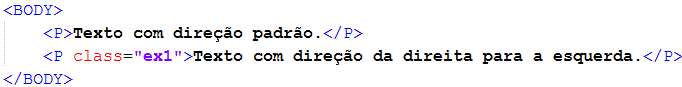 <BODY>
<P>Texto com direção padrão.</P>
<P class="ex1">Texto com direção da direita para a esquerda.</P>
</BODY>